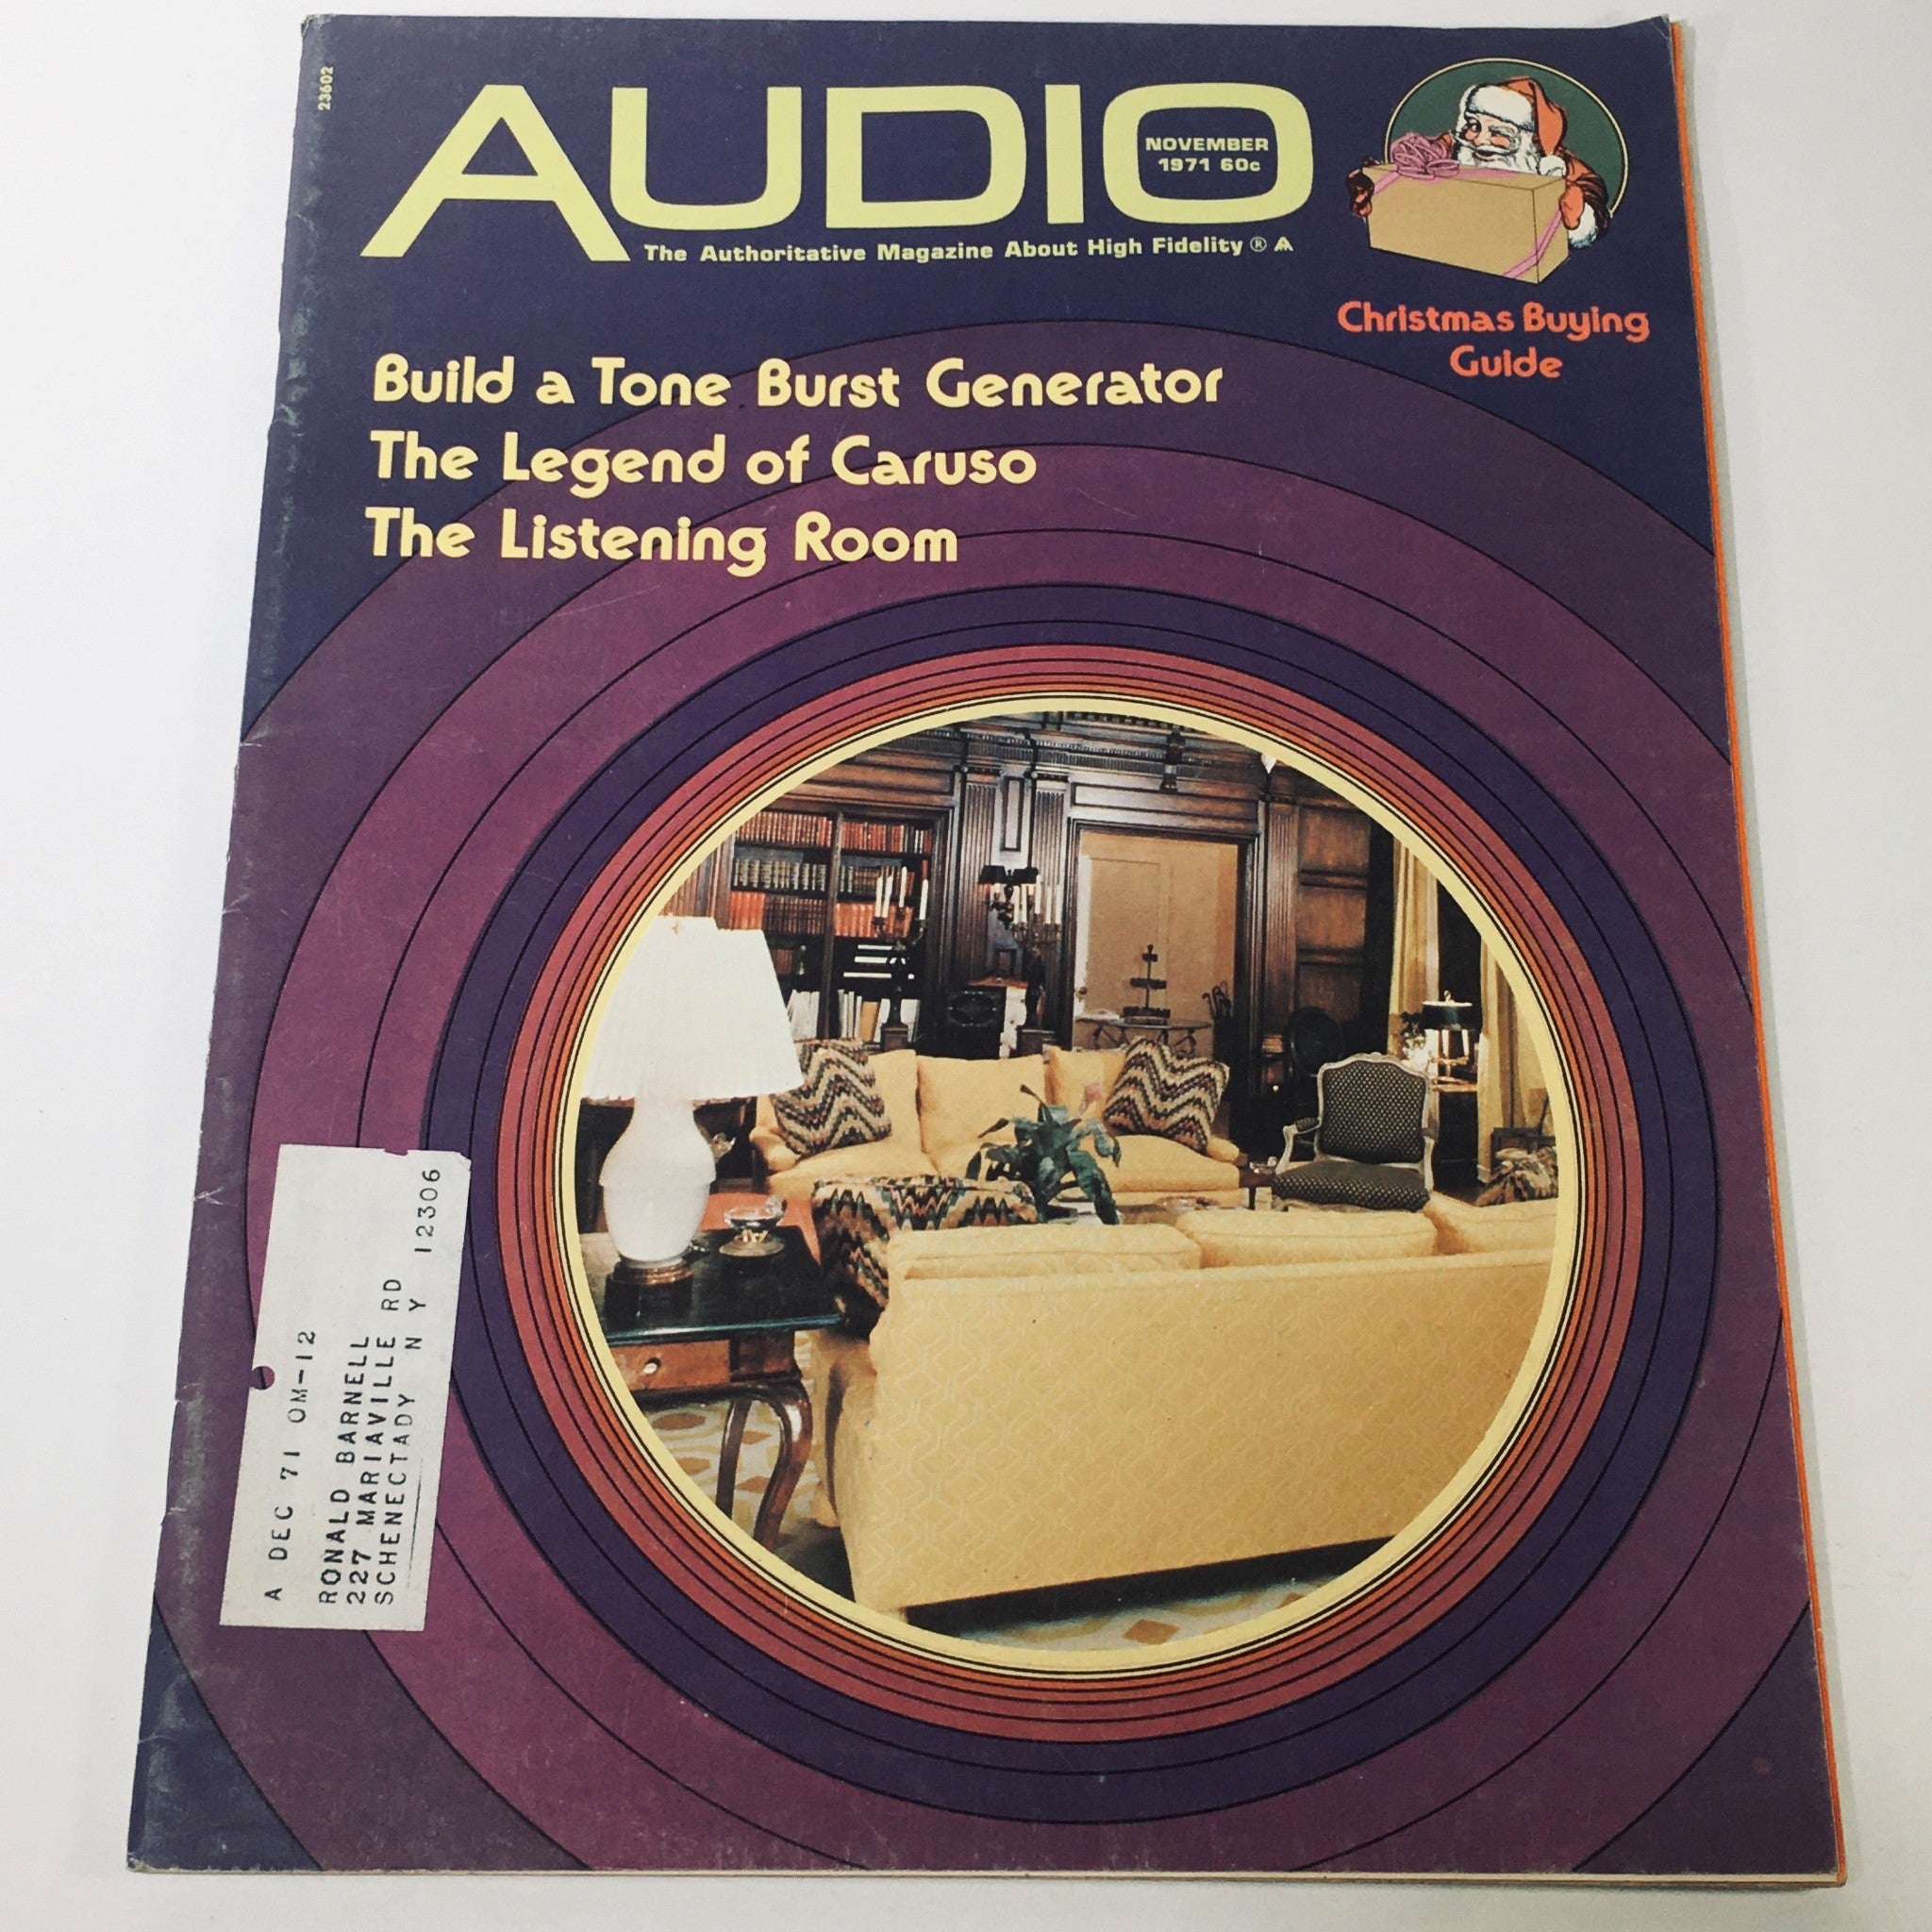 23602
AUDIO
NOVEMBER
1971 60c
The Authoritative Magazine About High Fidelity ®
Christmas Buying
Guide
Build a Tone Burst Generator
The Legend of Caruso
The Listening Room
A DEC 71 OM-12
RONALD BARNELL
227 MARIAVILLE RD
SCHENECTADY N Y 12306